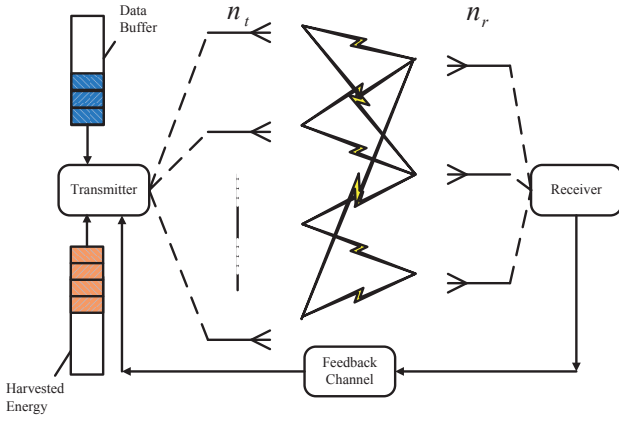 Data
Buffer
n_t
n_r
Transmitter
Receiver
Feedback
Channel
Harvested
Energy